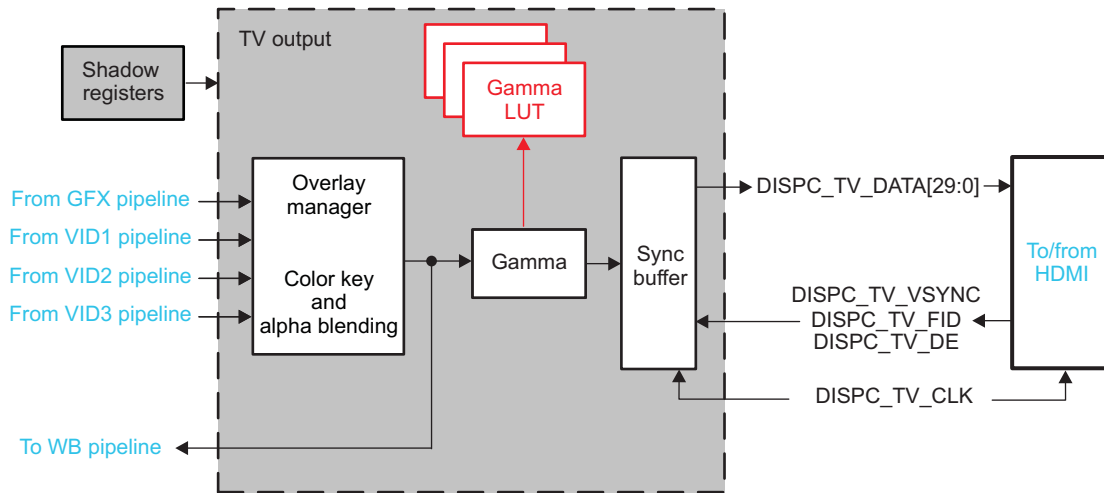 TV output
Shadow
registers
Gamma
LUT
Overlay
manager
Color key
and
alpha blending
From GFX pipeline
From VID1 pipeline
From VID2 pipeline
From VID3 pipeline
To WB pipeline
Gamma
Sync
buffer
DISPC_TV_DATA[29:0]
DISPC_TV_VSYNC
DISPC_TV_FID
DISPC_TV_DE
DISPC_TV_CLK
To/from
HDMI